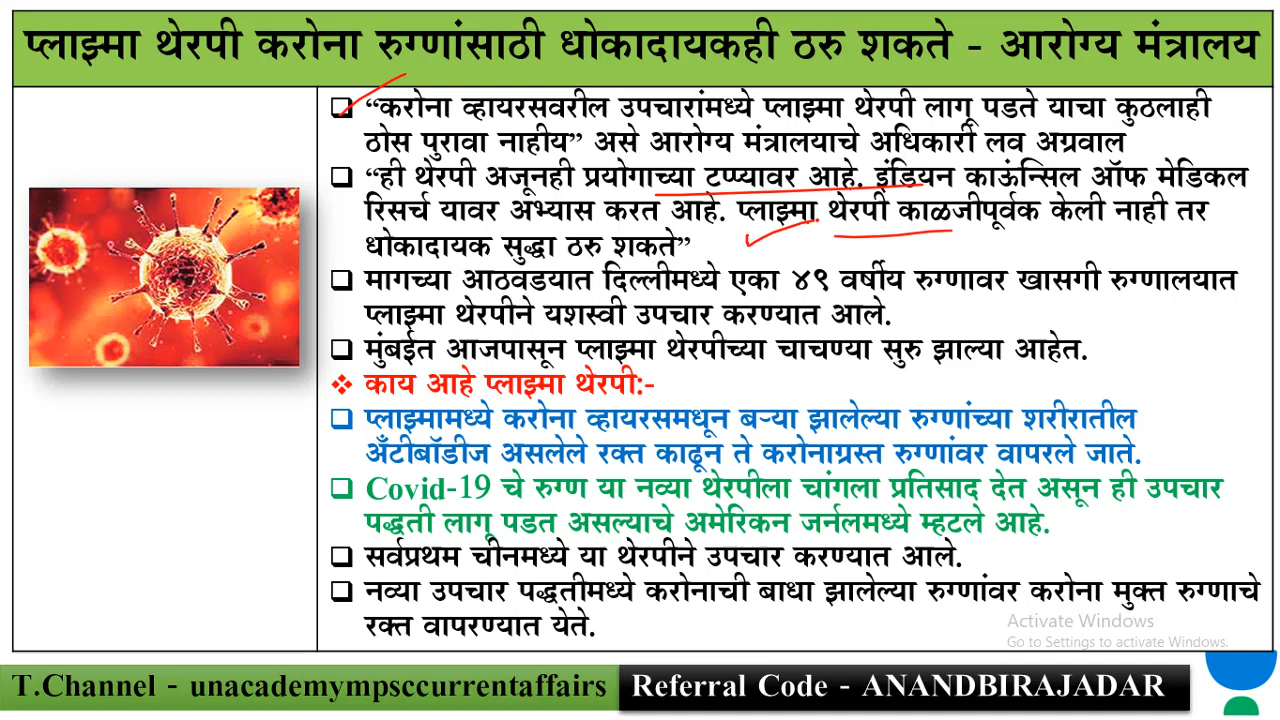 प्लाझ्मा थेरपी करोना रुग्णांसाठी धोकादायकही ठरु शकते - आरोग्य मंत्रालय
“करोना व्हायरसवरील उपचारांमध्ये प्लाझ्मा थेरपी लागू पडते याचा कुठलाही
ठोस पुरावा नाहीय” असे आरोग्य मंत्रालयाचे अधिकारी लव अग्रवाल
“ही थेरपी अजूनही प्रयोगाच्या टप्प्यावर आहे. इंडियन काऊंन्सिल ऑफ मेडिकल
रिसर्च यावर अभ्यास करत आहे. प्लाझ्मा थेरपी काळजीपूर्वक केली नाही तर
धोकादायक सुद्धा ठरु शकते”
मागच्या आठवडयात दिल्लीमध्ये एका ४९ वर्षीय रुग्णावर खासगी रुग्णालयात
प्लाझ्मा थेरपीने यशस्वी उपचार करण्यात आले.
मुंबईत आजपासून प्लाझ्मा थेरपीच्या चाचण्या सुरु झाल्या आहेत.
काय आहे प्लाझ्मा थेरपी:-
प्लाझ्मामध्ये करोना व्हायरसमधून बऱ्या झालेल्या रुग्णांच्या शरीरातील
अँटीबॉडीज असलेले रक्त काढून ते करोनाग्रस्त रुग्णांवर वापरले जाते.
Covid-19 चे रुग्ण या नव्या थेरपीला चांगला प्रतिसाद देत असून ही उपचार
पद्धती लागू पडत असल्याचे अमेरिकन जर्नलमध्ये म्हटले आहे.
सर्वप्रथम चीनमध्ये या थेरपीने उपचार करण्यात आले.
नव्या उपचार पद्धतीमध्ये करोनाची बाधा झालेल्या रुग्णांवर करोना मुक्त रुग्णाचे
रक्त वापरण्यात येते.
Activate Windows
Go to Settings to activate Windows.
T.Channel - unacademympsccurrentaffairs
Referral Code - ANANDBIRAJADAR